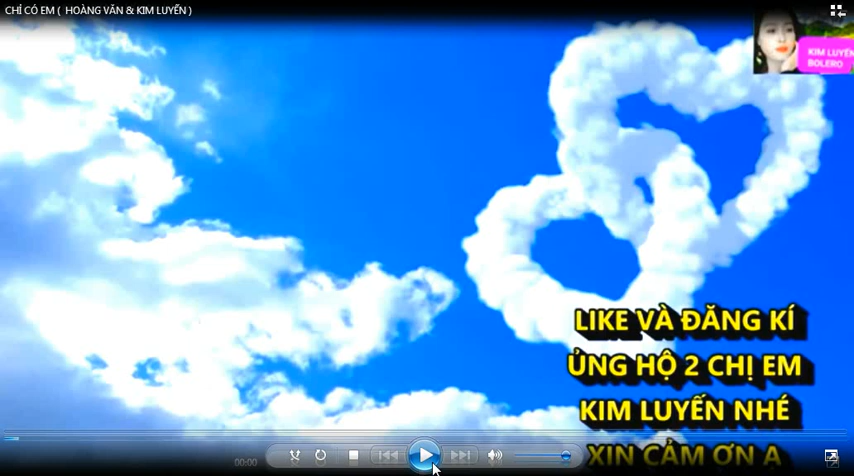 CHỈ CÓ EM ( HOÀNG VĂN & KIM LUYẾN )
KIM LUYẾN
BOLERO
LIKE VÀ ĐĂNG KÍ
ỦNG HỘ 2 CHỊ EM
KIM LUYẾN NHÉ
XIN CẢM ƠN A
00:00